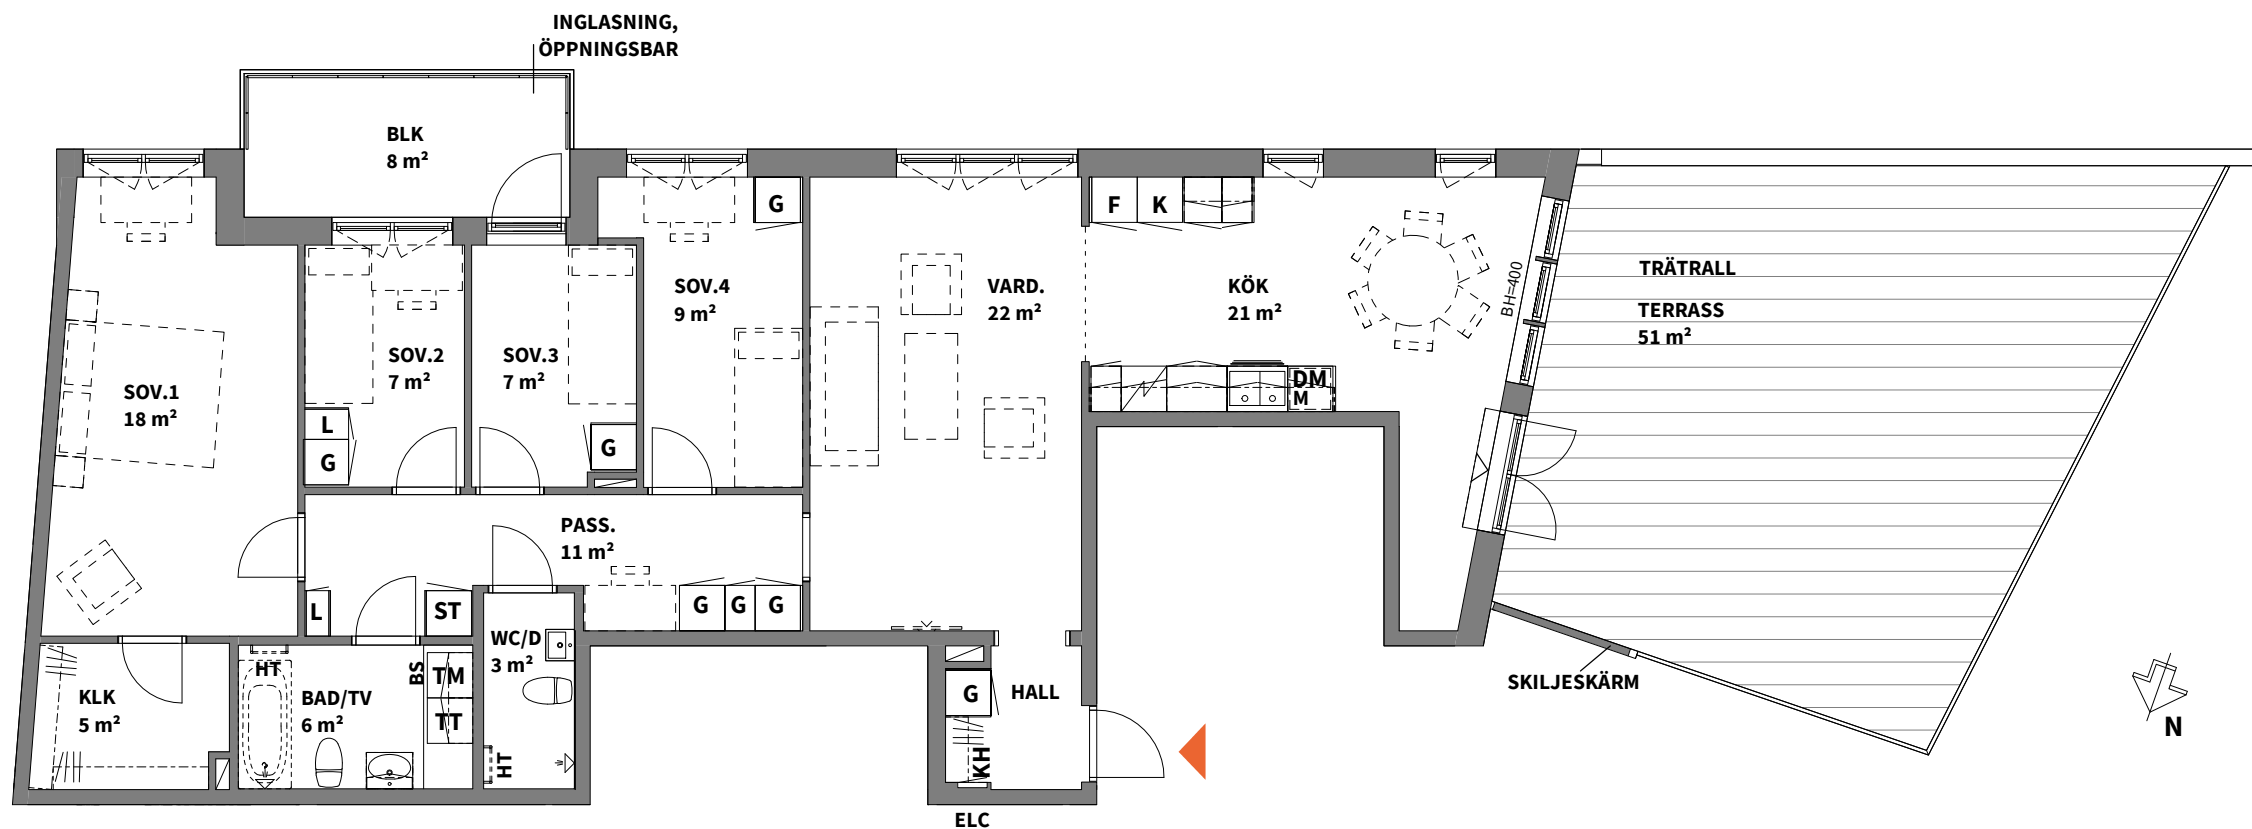 INGLASNING,
ÖPPNINGSBAR
BLK
8 m²
G
F
K
SOV.4
9 m²
VARD.
22 m²
KÖK
21 m²
BH=400
TRÄTRALL
TERRASS
51 m²
SOV.1
18 m²
SOV.2
7 m²
SOV.3
7 m²
DM
M
L
G
G
PASS.
11 m²
L
ST
G
G
G
WC/D
3 m²
HT
BS
TM
TT
KLK
5 m²
BAD/TV
6 m²
HT
G
HALL
KH
SKILJESKÄRM
N
ELC